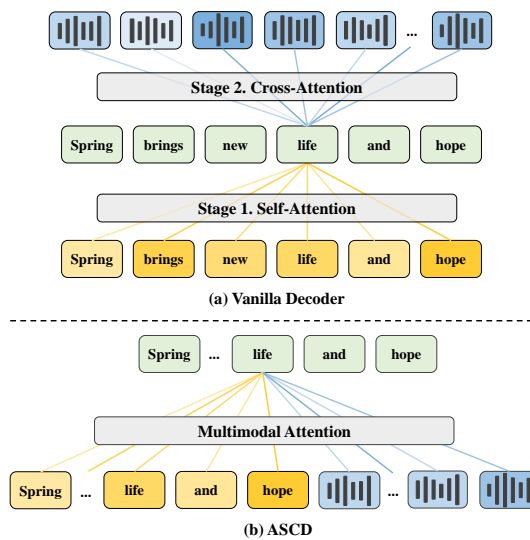 ...
Stage 2. Cross-Attention
Spring brings new life and hope
Stage 1. Self-Attention
Spring brings new life and hope
(a) Vanilla Decoder
Spring ... life and hope
Multimodal Attention
Spring ... life and hope ...
(b) ASCD